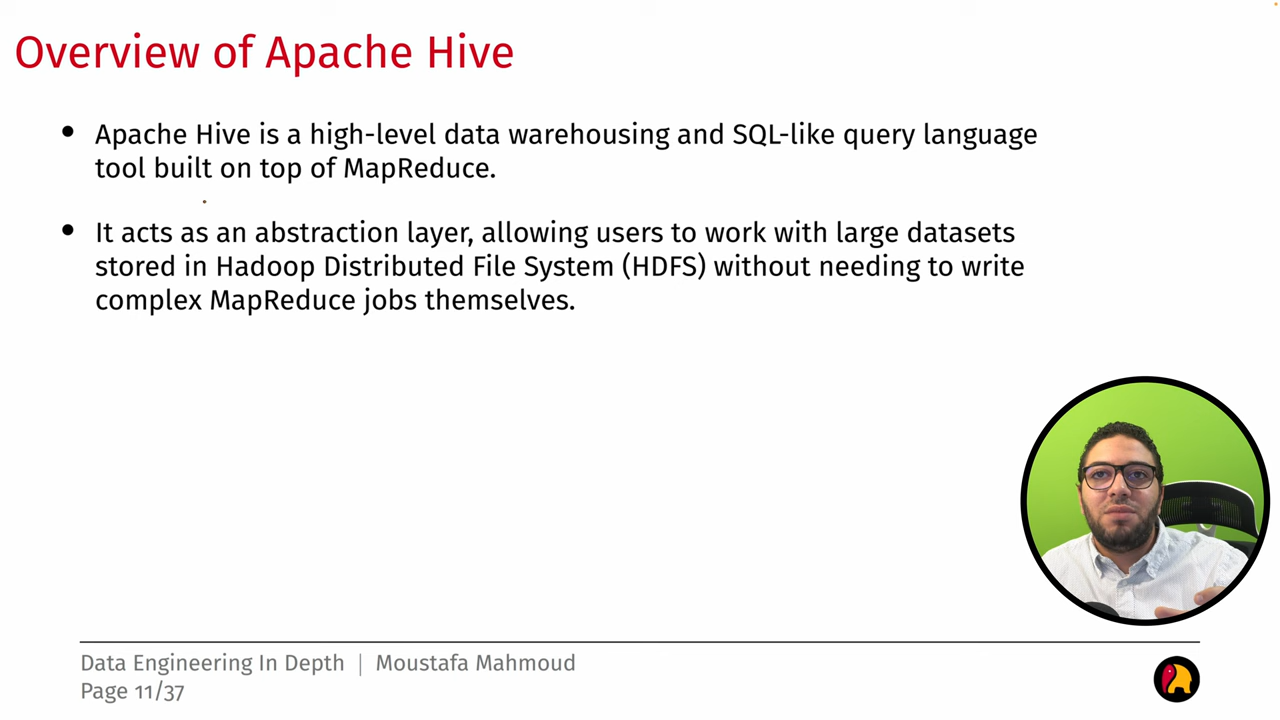 Overview of Apache Hive
• Apache Hive is a high-level data warehousing and SQL-like query language
tool built on top of MapReduce.
• It acts as an abstraction layer, allowing users to work with large datasets
stored in Hadoop Distributed File System (HDFS) without needing to write
complex MapReduce jobs themselves.
Data Engineering In Depth | Moustafa Mahmoud
Page 11/37